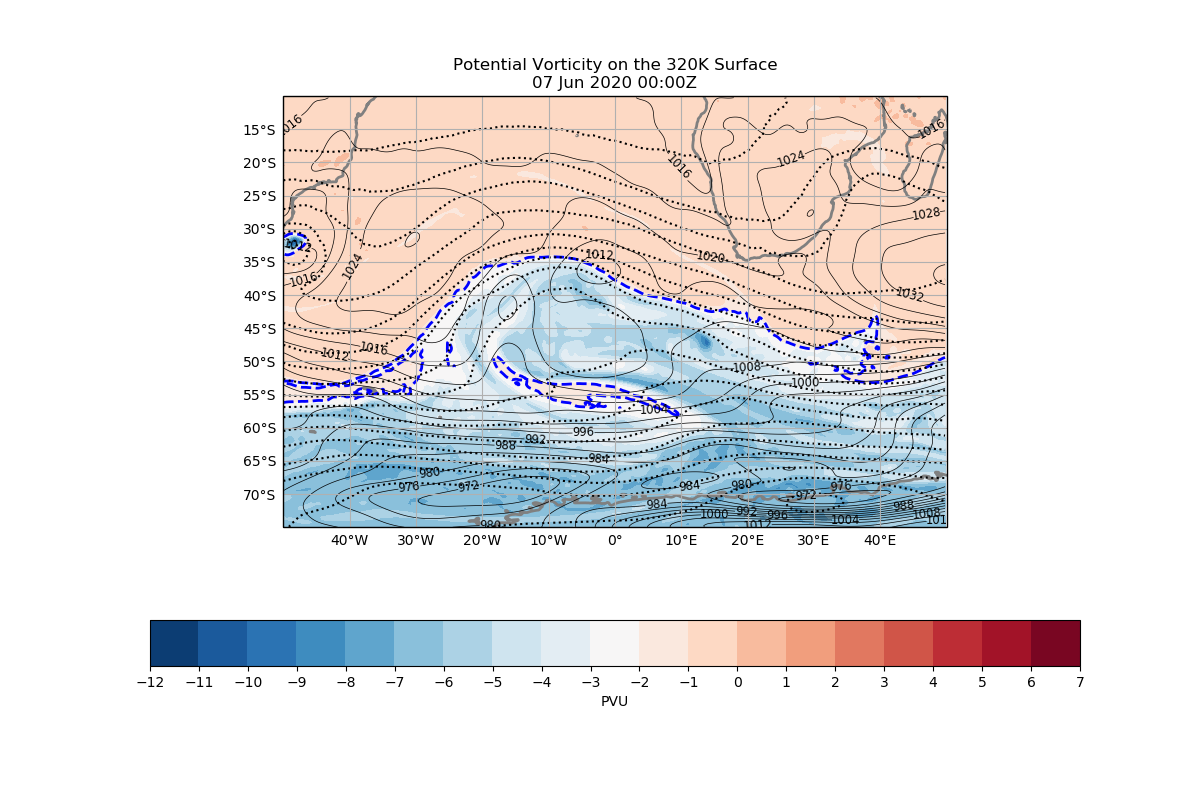 Potential Vorticity on the 320K Surface
07 Jun 2020 00:00Z
15°S
20°S
25°S
30°S
35°S
40°S
45°S
50°S
55°S
60°S
65°S
70°S
1016
1016
1024
1016
1028
1012
1012
1020
1024
1016
1032
1012
1016
1008
1000
1004
996
992
988
984
980
976
972
984
980
976
972
984
1000
992
996
1004
988
1008
980
1012
101
40°W
30°W
20°W
10°W
0°
10°E
20°E
30°E
40°E
−12
−11
−10
−9
−8
−7
−6
−5
−4
−3
−2
−1
0
1
2
3
4
5
6
7
PVU